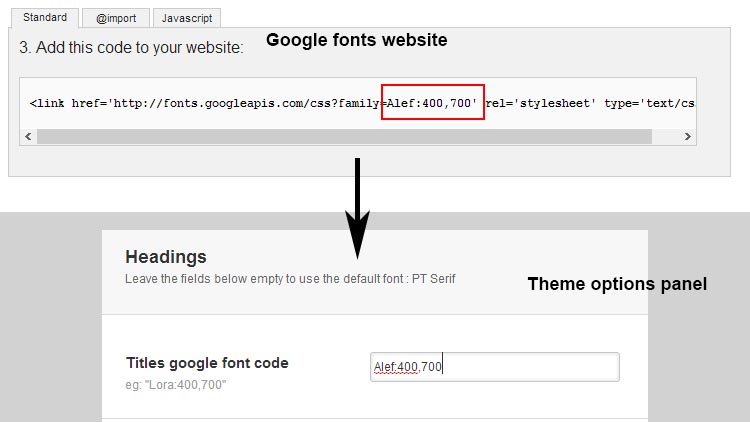 Standard
@import
Javascript
3. Add this code to your website:
Google fonts website
<link href='http://fonts.googleapis.com/css?family=Alef:400,700' rel='stylesheet' type='text/css
Headings
Leave the fields below empty to use the default font : PT Serif
Theme options panel
Titles google font code
Alef:400,700
eg: "Lora:400,700"